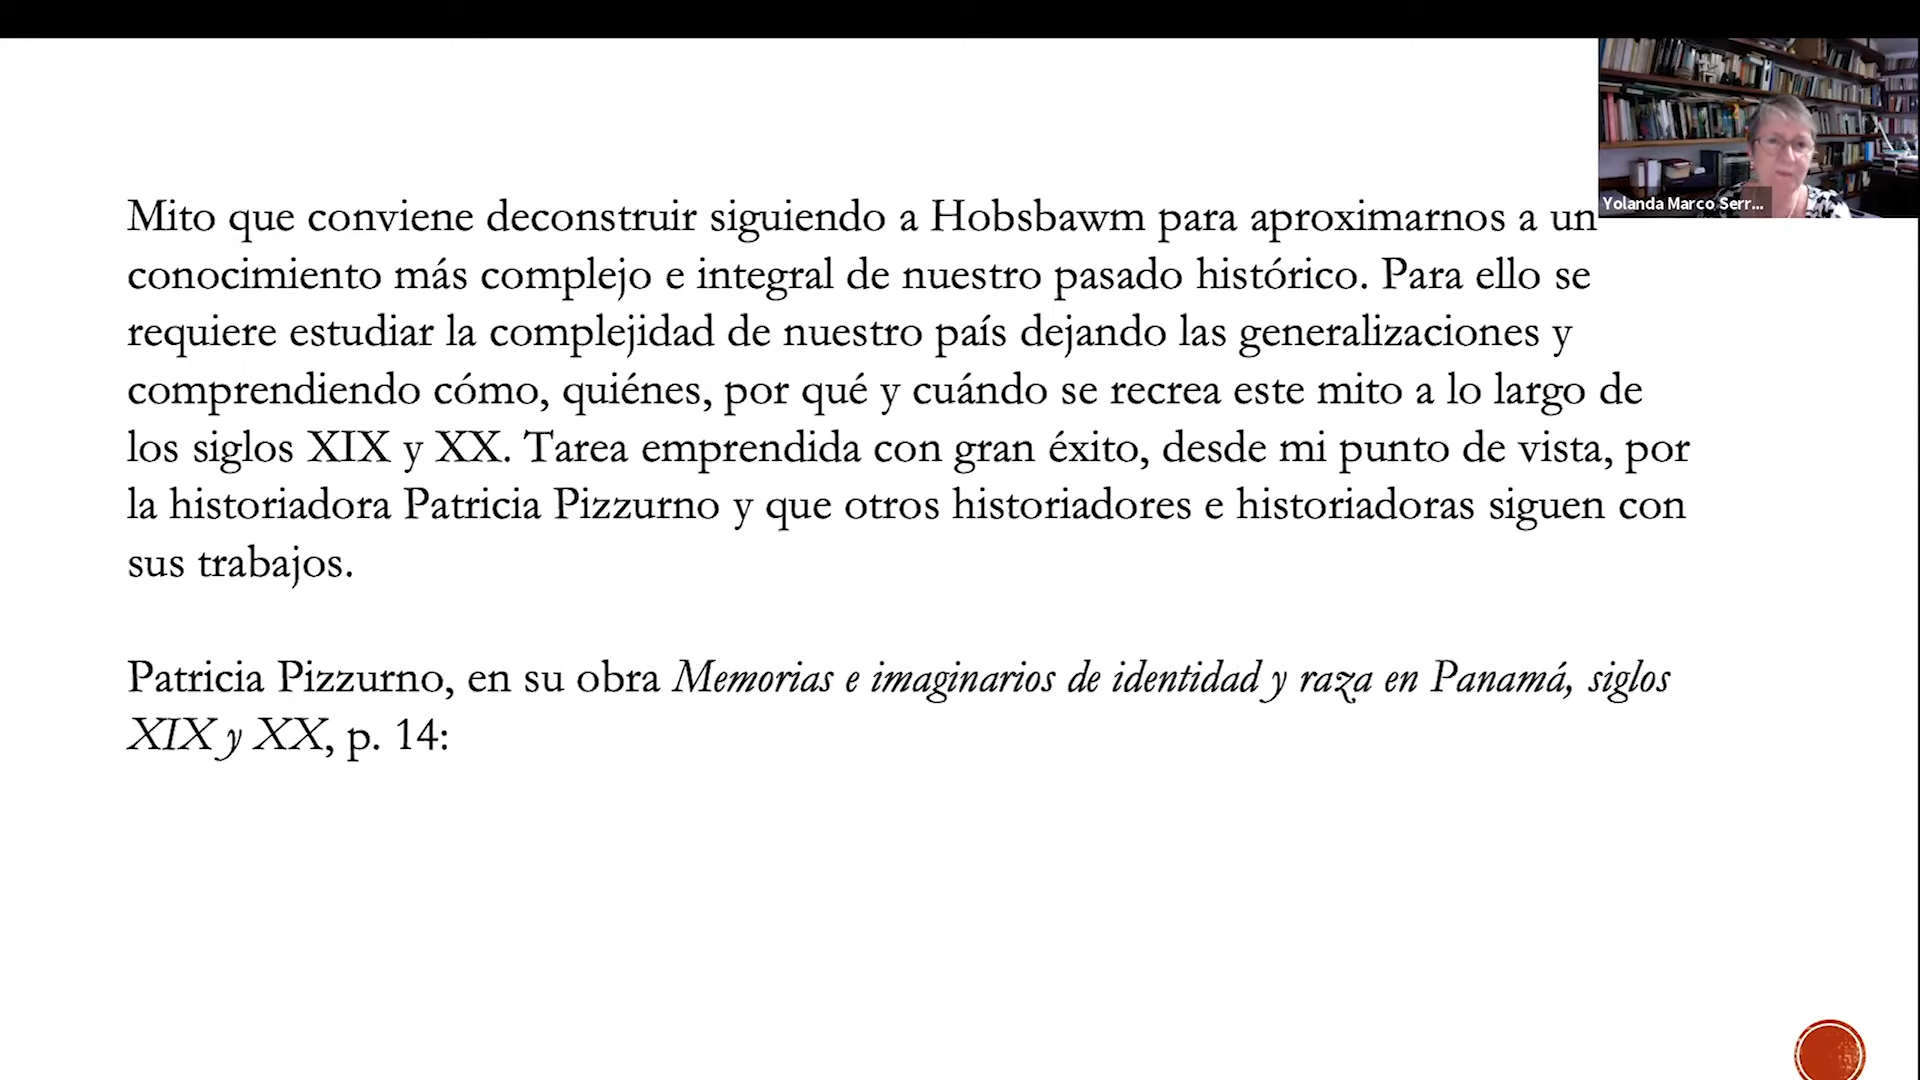 Mito que conviene deconstruir siguiendo a Hobsbawm para aproximarnos a un
conocimiento más complejo e integral de nuestro pasado histórico. Para ello se
requiere estudiar la complejidad de nuestro país dejando las generalizaciones y
comprendiendo cómo, quiénes, por qué y cuándo se recrea este mito a lo largo de
los siglos XIX y XX. Tarea emprendida con gran éxito, desde mi punto de vista, por
la historiadora Patricia Pizzurno y que otros historiadores e historiadoras siguen con
sus trabajos.
Patricia Pizzurno, en su obra Memorias e imaginarios de identidad y raza en Panamá, siglos
XIX y XX, p. 14:
Yolanda Marco Serr...